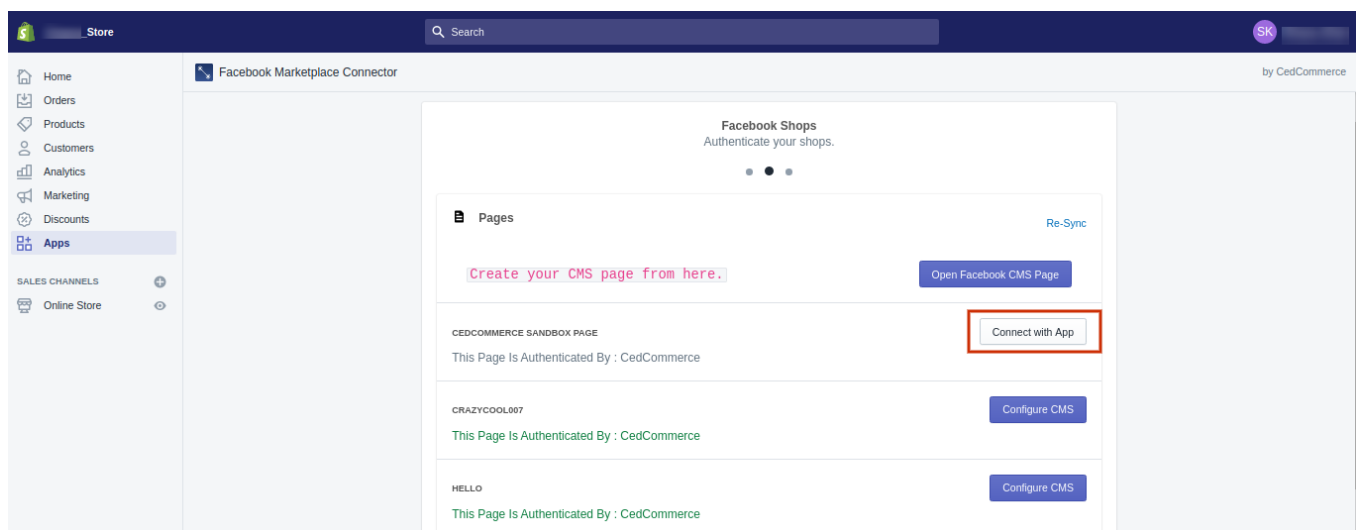 _Store
Search
SK
Home
Orders
Products
Customers
Analytics
Marketing
Discounts
Apps
SALES CHANNELS
Online Store
Facebook Marketplace Connector
by CedCommerce
Facebook Shops
Authenticate your shops.
Pages
Re-Sync
Create your CMS page from here.
Open Facebook CMS Page
CEDCOMMERCE SANDBOX PAGE
Connect with App
This Page Is Authenticated By : CedCommerce
CRAZYCOOL007
Configure CMS
This Page Is Authenticated By : CedCommerce
HELLO
Configure CMS
This Page Is Authenticated By : CedCommerce